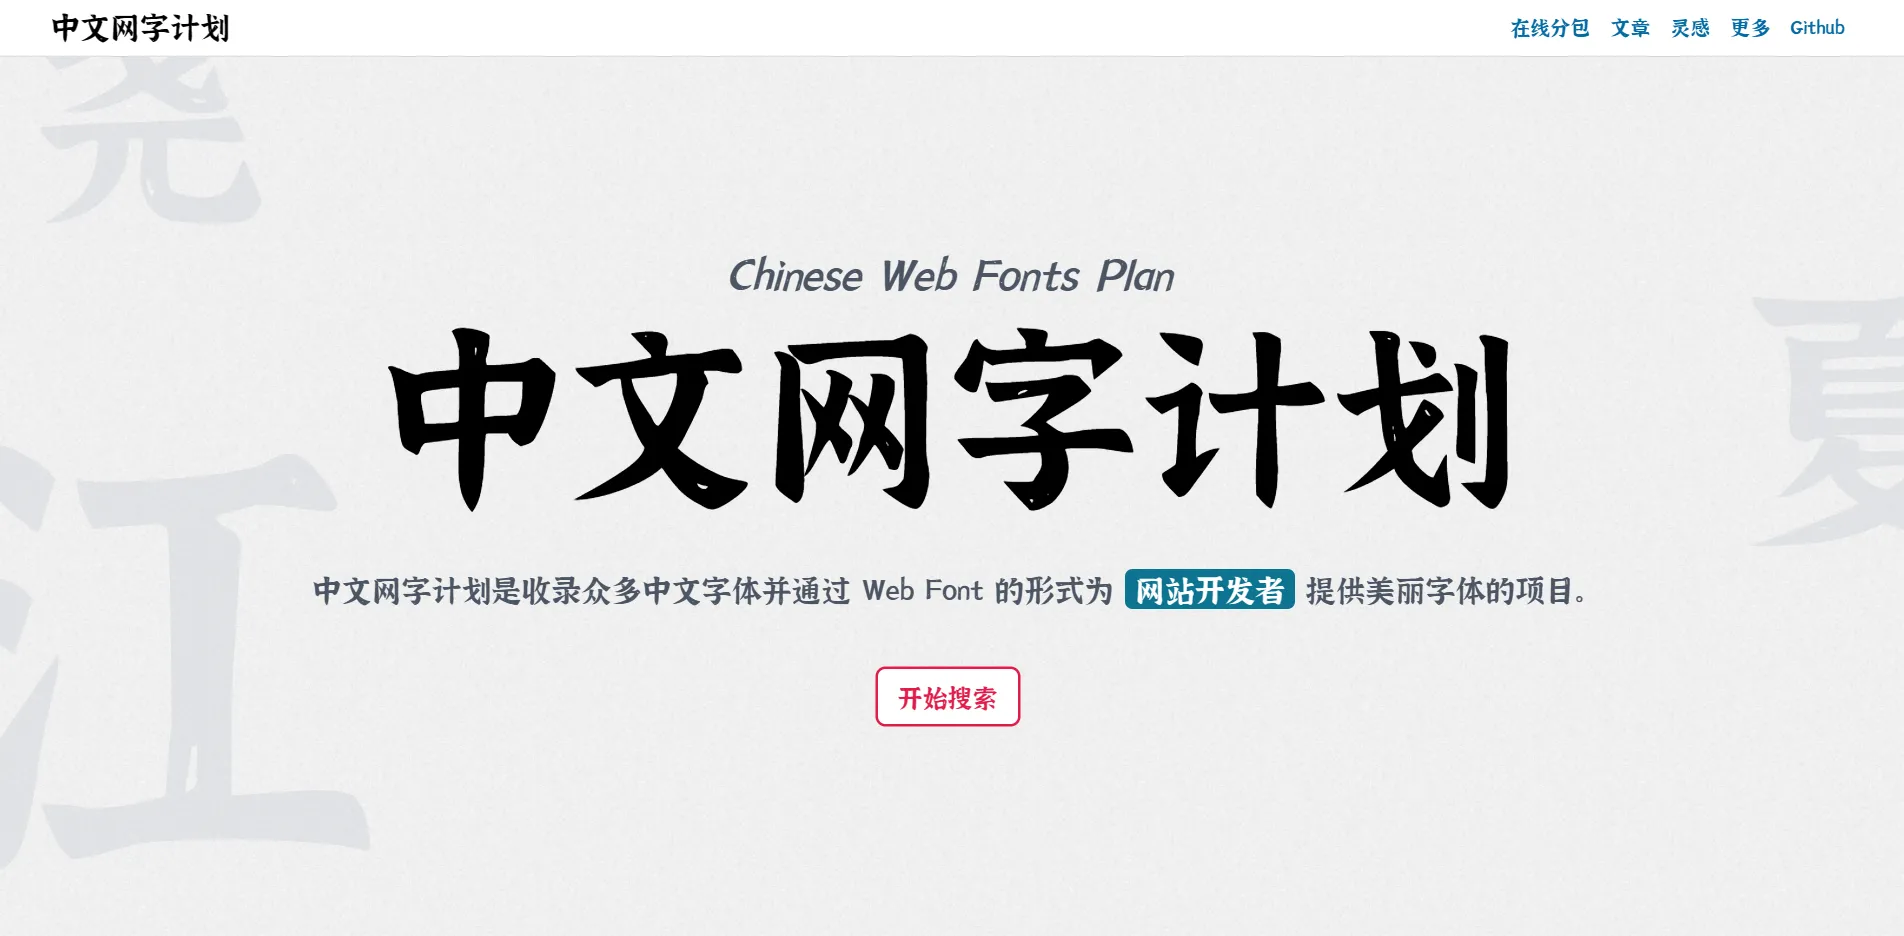 中文网字计划
在线分包 文章 灵感 更多 Github
尧
夏
江
Chinese Web Fonts Plan
中文网字计划
中文网字计划是收录众多中文字体并通过 Web Font 的形式为 网站开发者 提供美丽字体的项目。
开始搜索